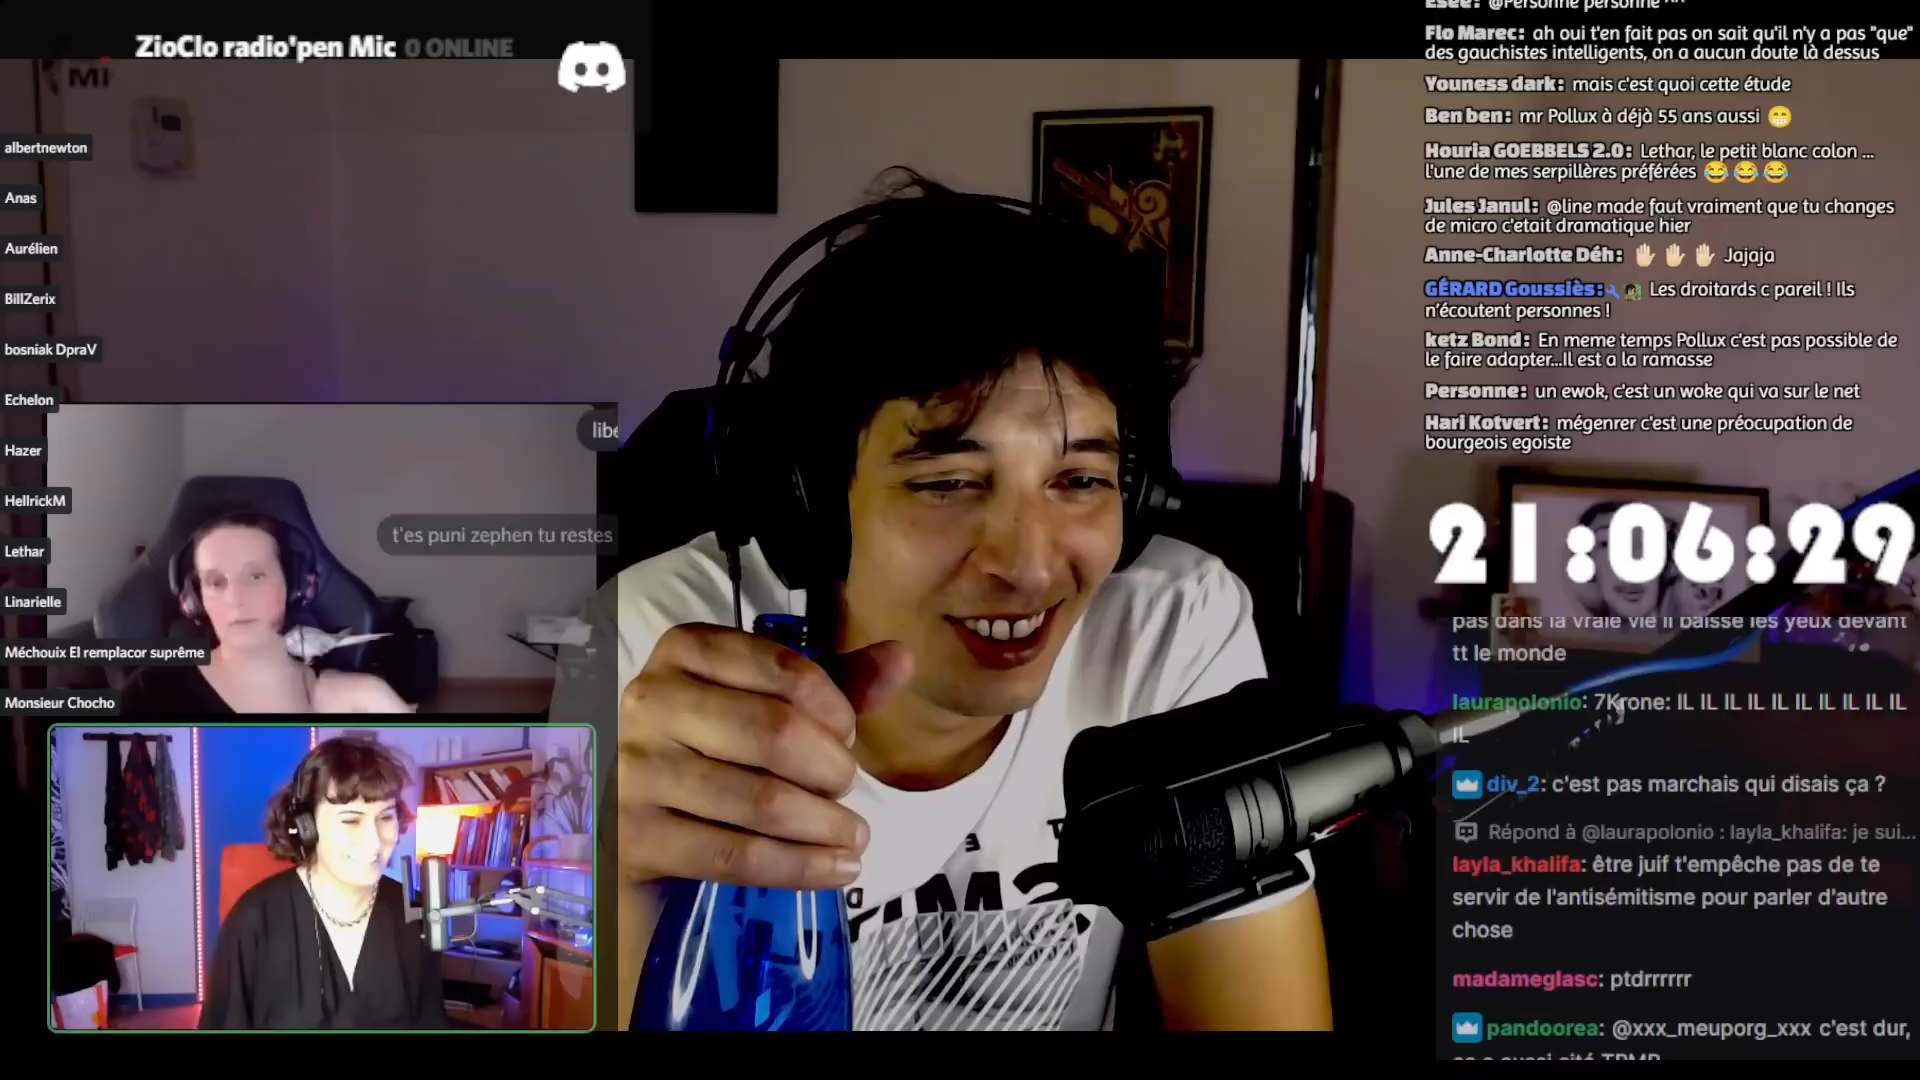 ZioClo radio'pen Mic 0 ONLINE
MI
albertnewton
Anas
Aurélien
BillZerix
bosniak DpraV
Echelon
Hazer
HellrickM
Lethar
Linarielle
Méchouix El remplacor suprême
Monsieur Chocho
libe
t'es puni zephen tu restes
Esee: @Personne personne ^^
Flo Marec: ah oui t'en fait pas on sait qu'il n'y a pas "que"
des gauchistes intelligents, on a aucun doute là dessus
Youness dark: mais c'est quoi cette étude
Ben ben: mr Pollux à déjà 55 ans aussi 😁
Houria GOEBBELS 2.0: Lethar, le petit blanc colon ...
l'une de mes serpillères préférées 😂 😂 😂
Jules Janul: @line made faut vraiment que tu changes
de micro c'etait dramatique hier
Anne-Charlotte Déh: ✋🏻 ✋🏻 ✋🏻 Jajaja
GÉRARD Goussiès: Les droitards c pareil ! Ils
n'écoutent personnes !
ketz Bond: En meme temps Pollux c'est pas possible de
le faire adapter...Il est a la ramasse
Personne: un ewok, c'est un woke qui va sur le net
Hari Kotvert: mégenrer c'est une préocupation de
bourgeois egoiste
21:06:29
pas dans la vraie vie il baisse les yeux devant
tt le monde
laurapolonio: 7Krone: IL IL IL IL IL IL IL IL IL IL
IL
div_2: c'est pas marchais qui disais ça ?
Répond à @laurapolonio : layla_khalifa: je sui...
layla_khalifa: être juif t'empêche pas de te
servir de l'antisémitisme pour parler d'autre
chose
madameglasc: ptdrrrrrr
pandoorea: @xxx_meuporg_xxx c'est dur,